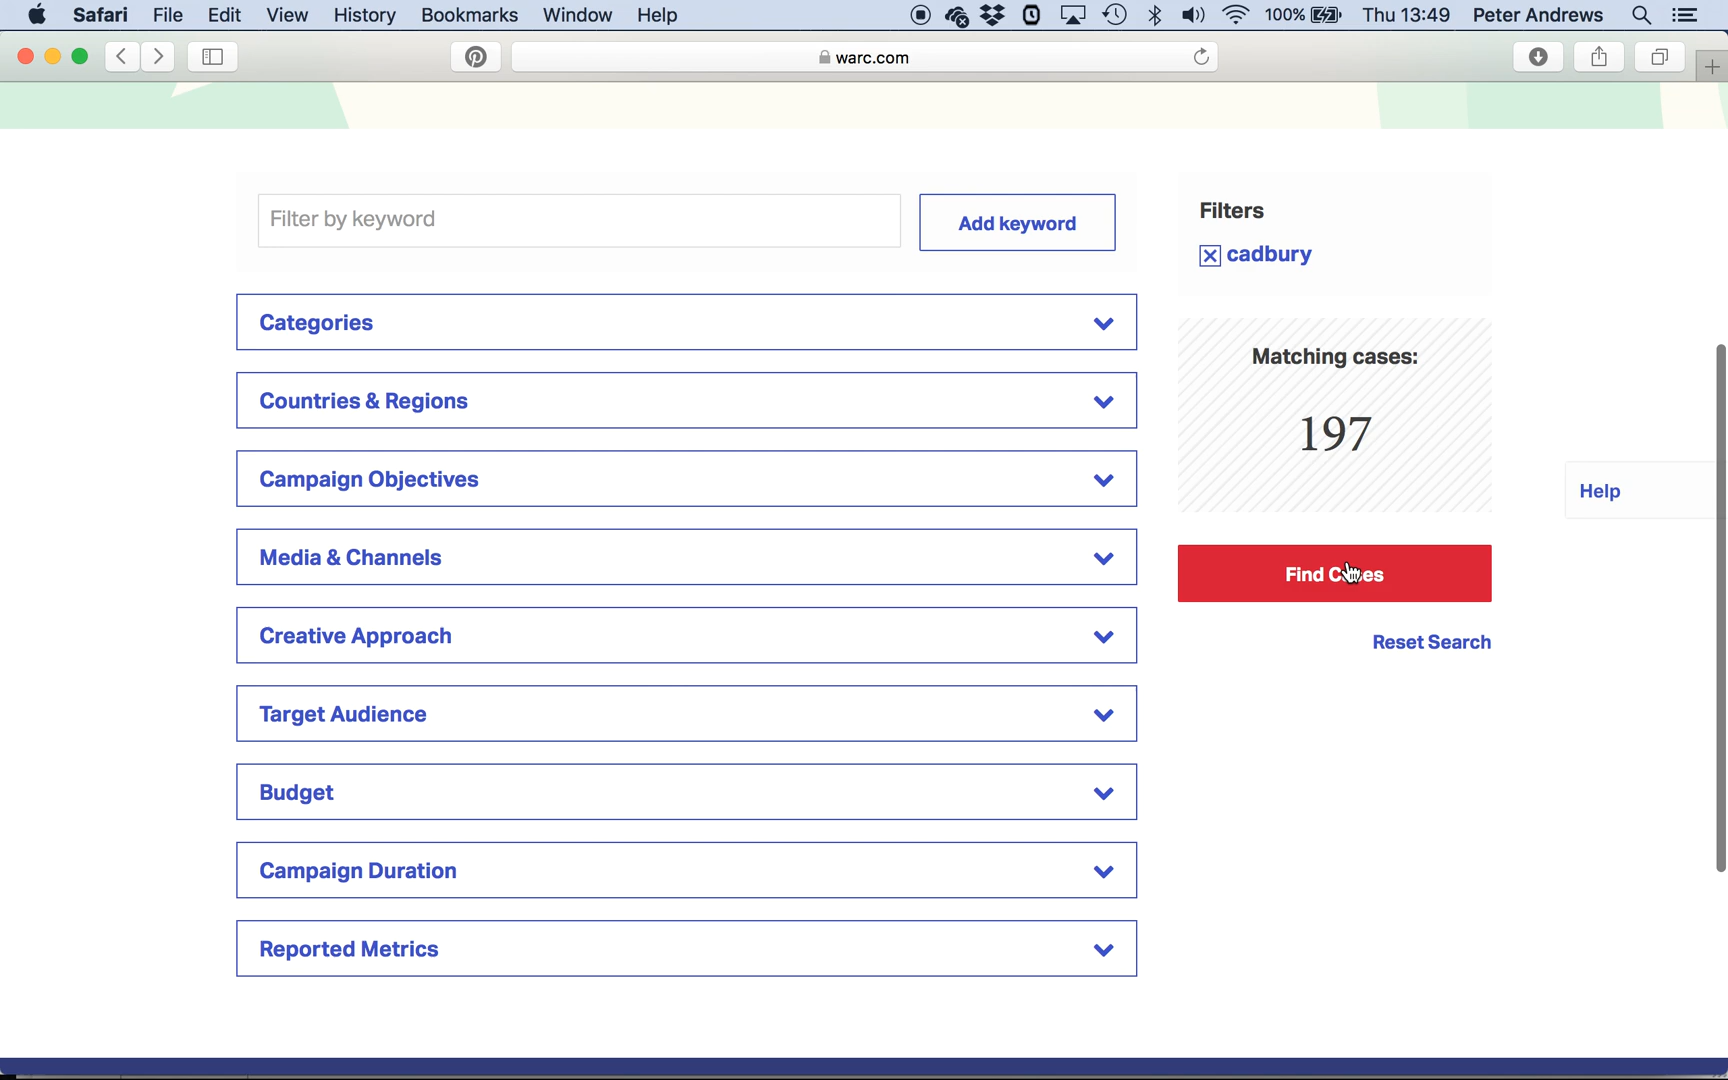 Safari File Edit View History Bookmarks Window Help 100% Thu 13:49 Peter Andrews
warc.com
Filter by keyword
Add keyword
Filters
cadbury
Categories
Countries & Regions
Campaign Objectives
Media & Channels
Creative Approach
Target Audience
Budget
Campaign Duration
Reported Metrics
Matching cases:
197
Find Cases
Reset Search
Help